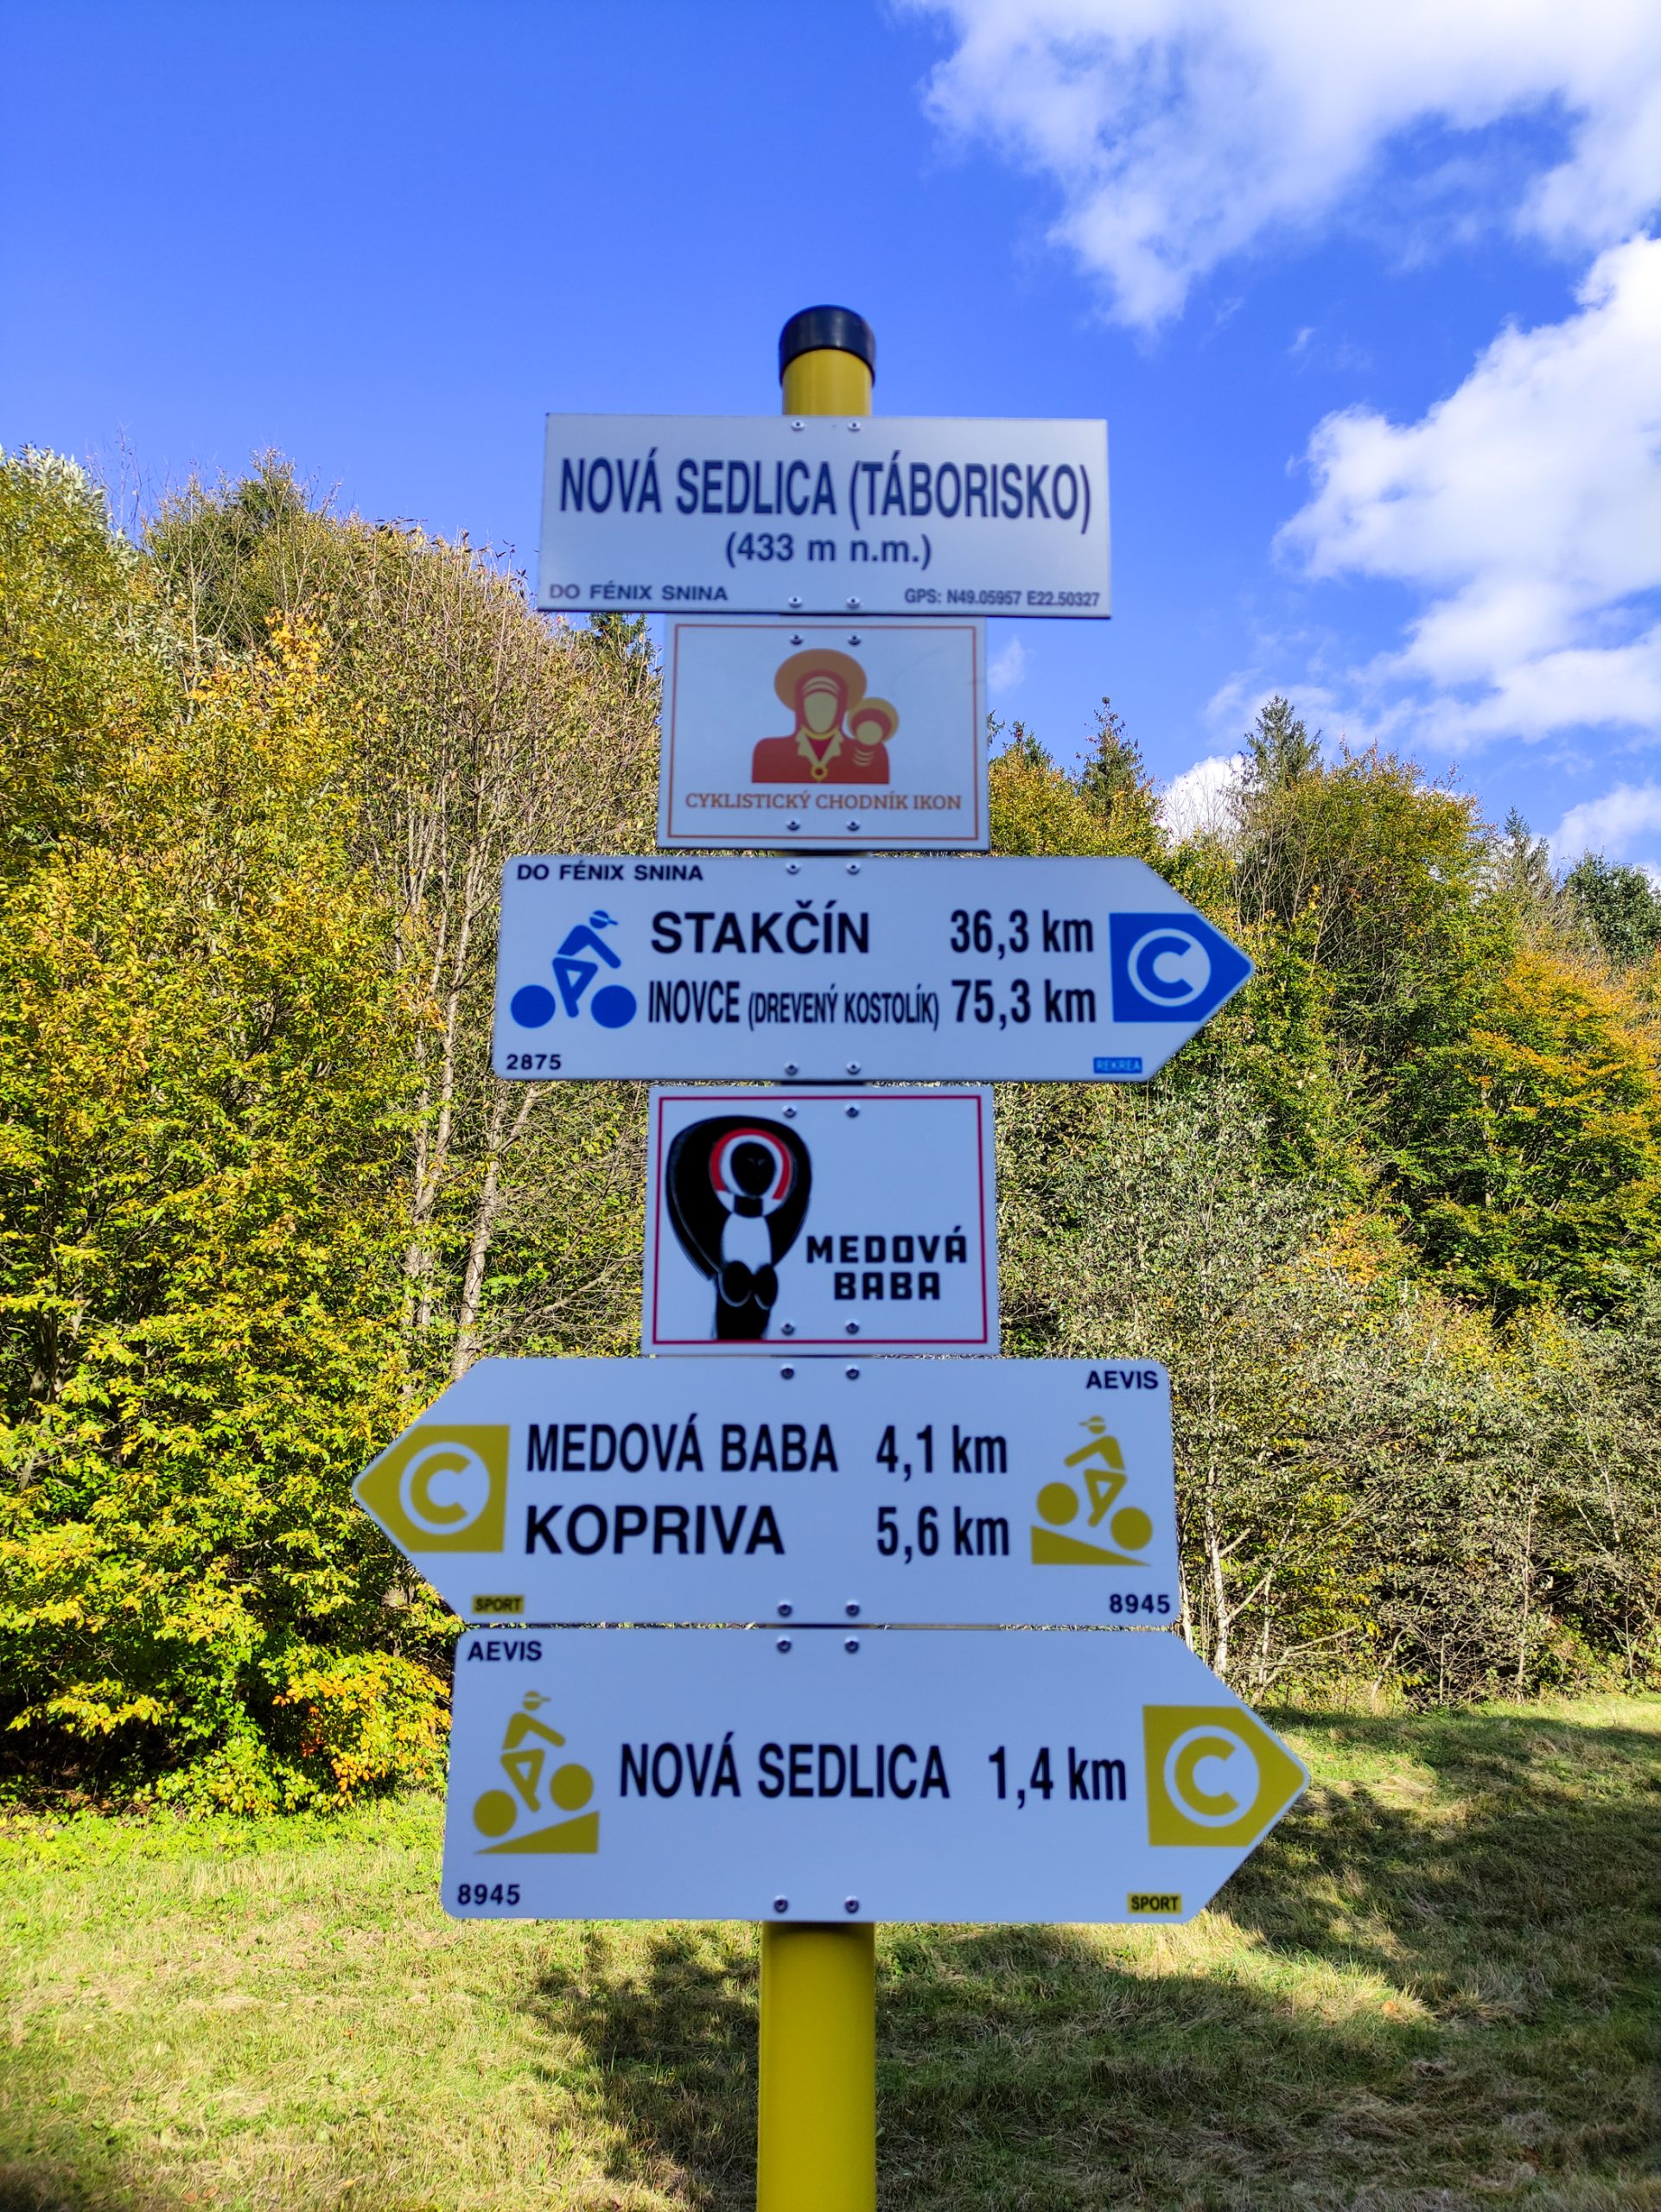 NOVÁ SEDLICA (TÁBORISKO)
(433 m n.m.)
DO FÉNIX SNINA GPS: N49.05957 E22.50327
CYKLISTICKÝ CHODNÍK IKON
DO FÉNIX SNINA
STAKČÍN 36,3 km
C
INOVCE (DREVENÝ KOSTOLÍK) 75,3 km
2875 REKREA
MEDOVÁ
BABA
AEVIS
MEDOVÁ BABA 4,1 km
C
KOPRIVA 5,6 km
SPORT 8945
AEVIS
NOVÁ SEDLICA 1,4 km C
8945 SPORT